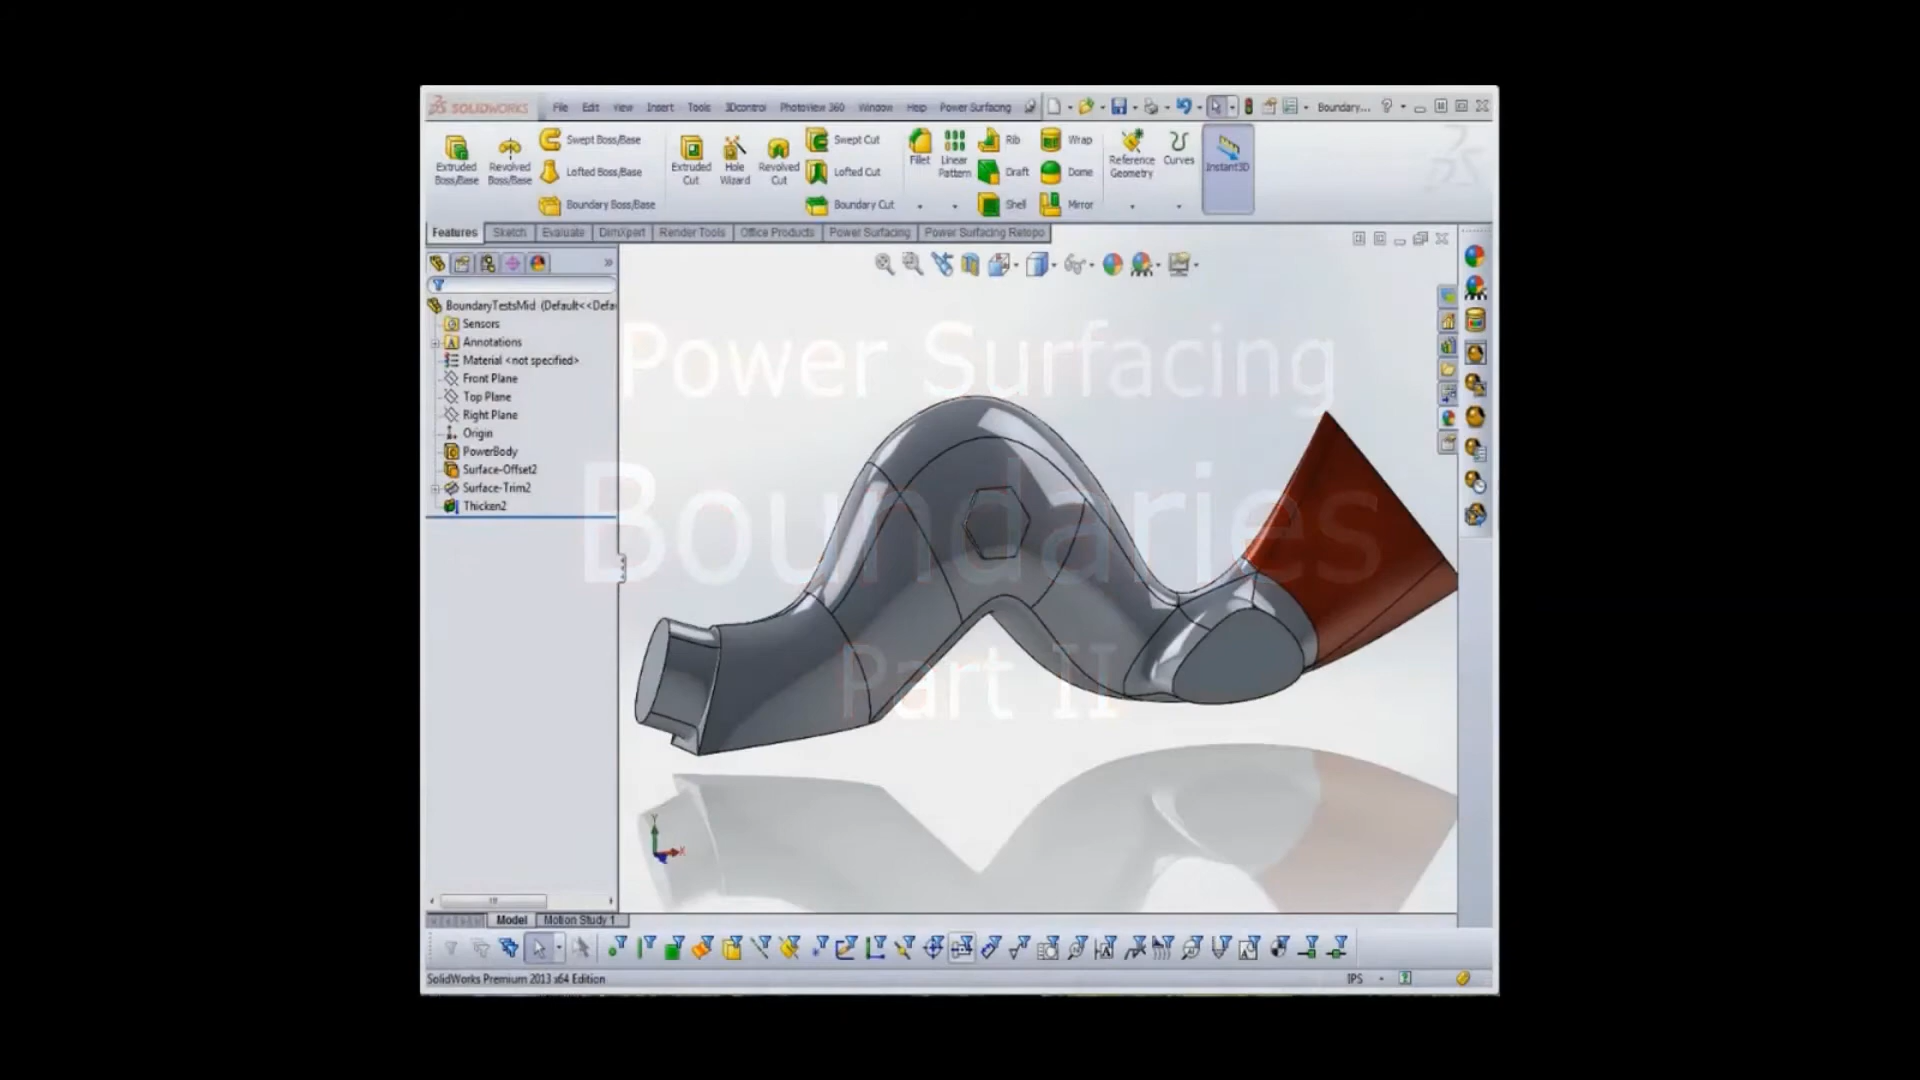 SOLIDWORKS File Edit View Insert Tools 3Dcontrol PhotoView 360 Window Help Power Surfacing Boundary... ?
Extruded Boss/Base
Revolved Boss/Base
Swept Boss/Base
Lofted Boss/Base
Boundary Boss/Base
Extruded Cut
Hole Wizard
Revolved Cut
Swept Cut
Lofted Cut
Boundary Cut
Fillet
Linear Pattern
Rib
Draft
Shell
Wrap
Dome
Mirror
Reference Geometry
Curves
Instant3D
Features Sketch Evaluate DimXpert Render Tools Office Products Power Surfacing Power Surfacing Retopo
BoundaryTestsMid (Default<<Defau
Sensors
Annotations
Material <not specified>
Front Plane
Top Plane
Right Plane
Origin
PowerBody
Surface-Offset2
Surface-Trim2
Thicken2
Power Surfacing
Boundaries
Part II
Y
X
Model Motion Study 1
SolidWorks Premium 2013 x64 Edition IPS